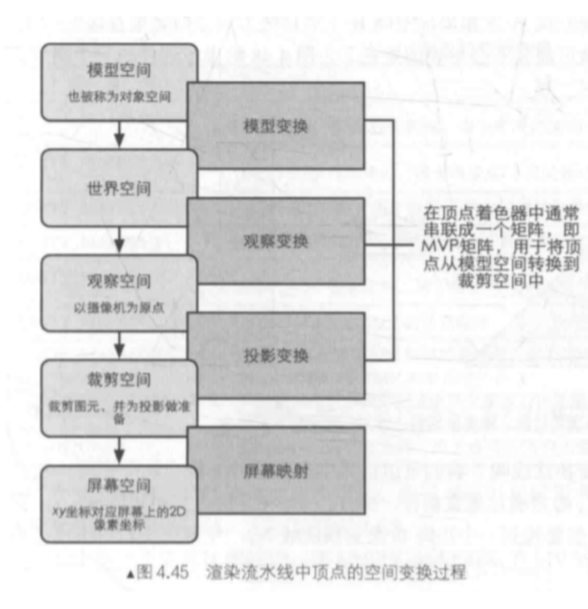 模型空间
也被称为对象空间
模型变换
世界空间
观察变换
在顶点着色器中通常
串联成一个矩阵，即
MVP矩阵，用于将顶
点从模型空间转换到
裁剪空间中
观察空间
以摄像机为原点
投影变换
裁剪空间
裁剪图元、并为投影做准
备
屏幕映射
屏幕空间
xy坐标对应屏幕上的2D
像素坐标
▲图4.45 渲染流水线中顶点的空间变换过程